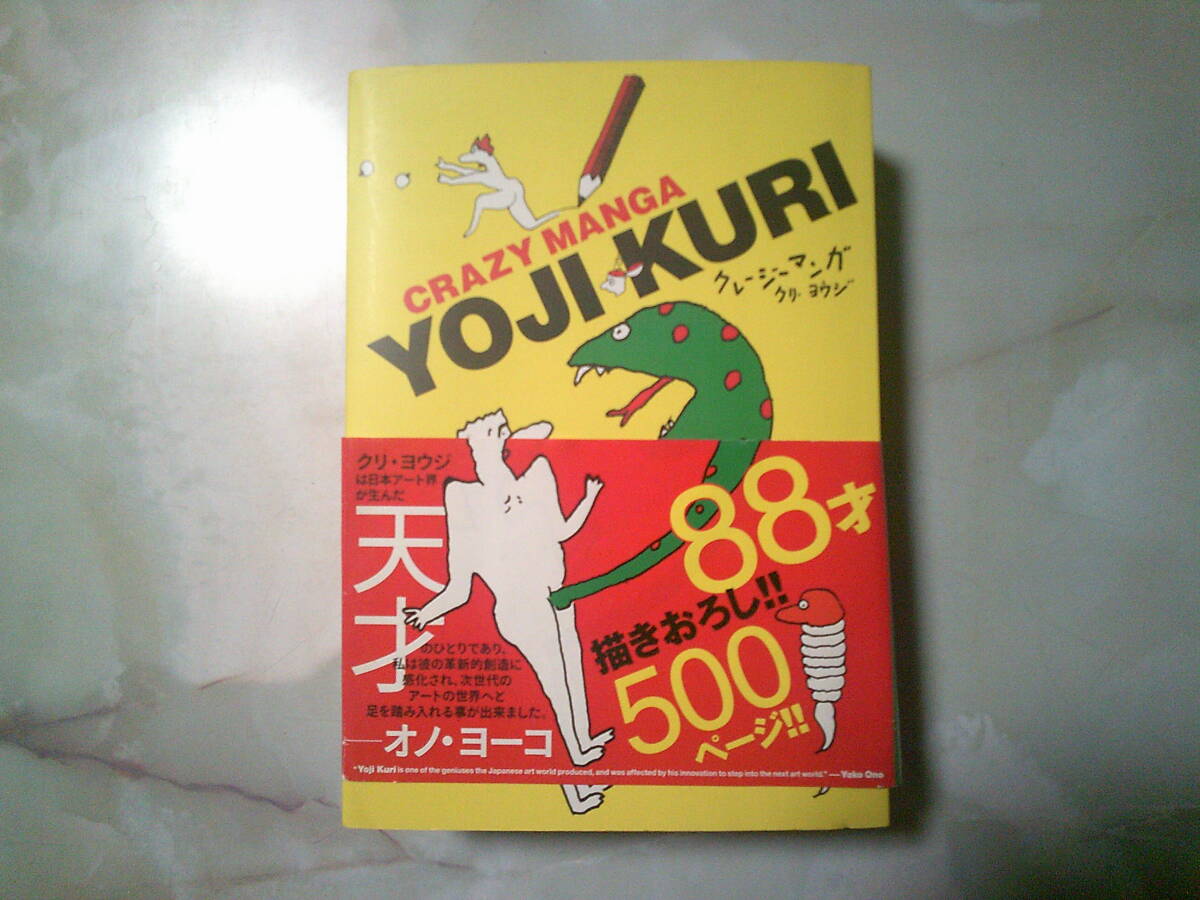 CRAZY MANGA
YOJI KURI
クレージーマンガ
クリ・ヨウジ
クリ・ヨウジ
は日本アート界
が生んだ
天才
のひとりであり、
私は彼の革新的創造に
感化され、次世代の
アートの世界へと
足を踏み入れる事が出来ました。
—オノ・ヨーコ
88才
描きおろし!!
500
ページ!!
"Yoji Kuri is one of the geniuses the Japanese art world produced, and was affected by his innovation to step into the next art world." —Yoko Ono